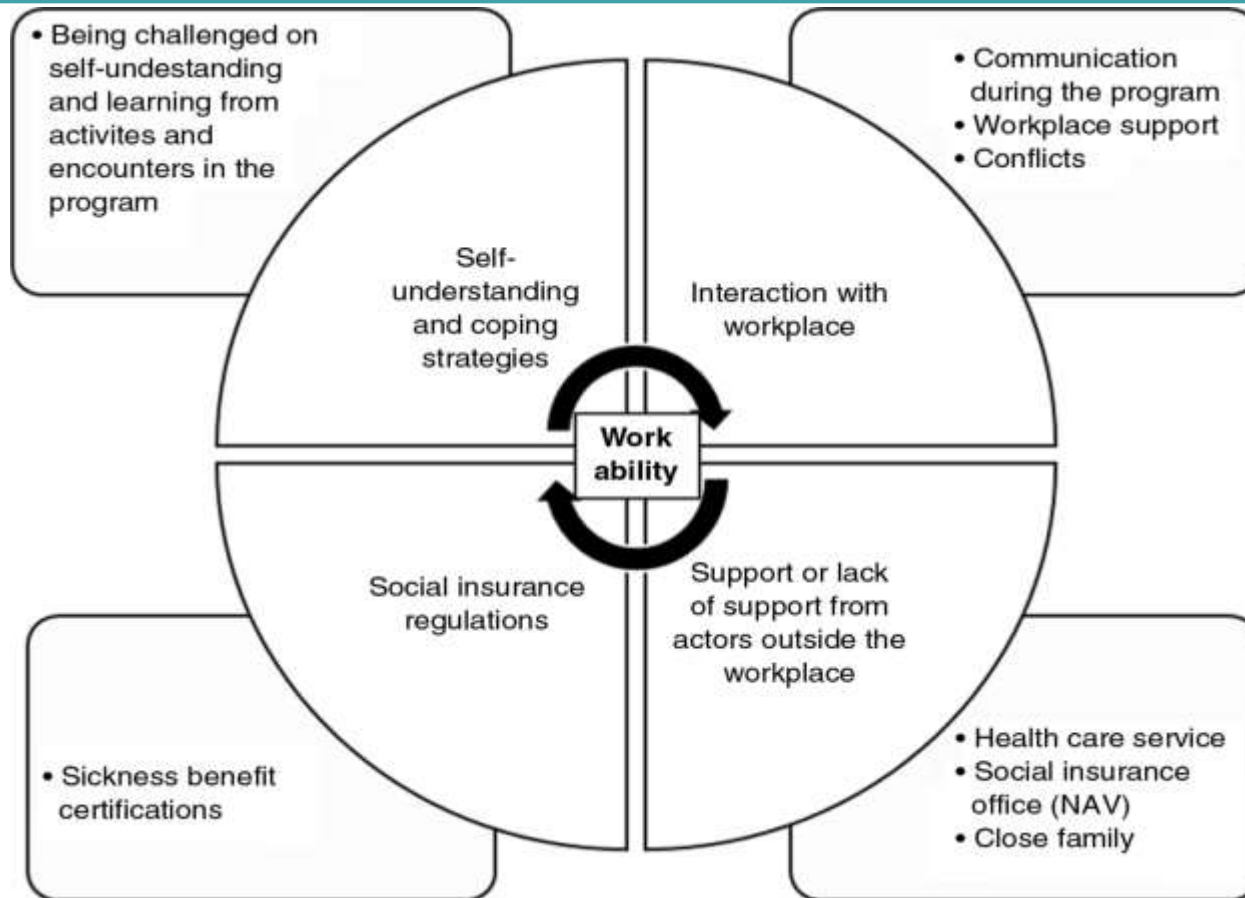 • Being challenged on
self-undestanding
and learning from
activites and
encounters in the
program
• Communication
during the program
• Workplace support
• Conflicts
Self-
understanding
and coping
strategies
Interaction with
workplace
Work
ability
Social insurance
regulations
Support or lack
of support from
actors outside the
workplace
• Sickness benefit
certifications
• Health care service
• Social insurance
office (NAV)
• Close family